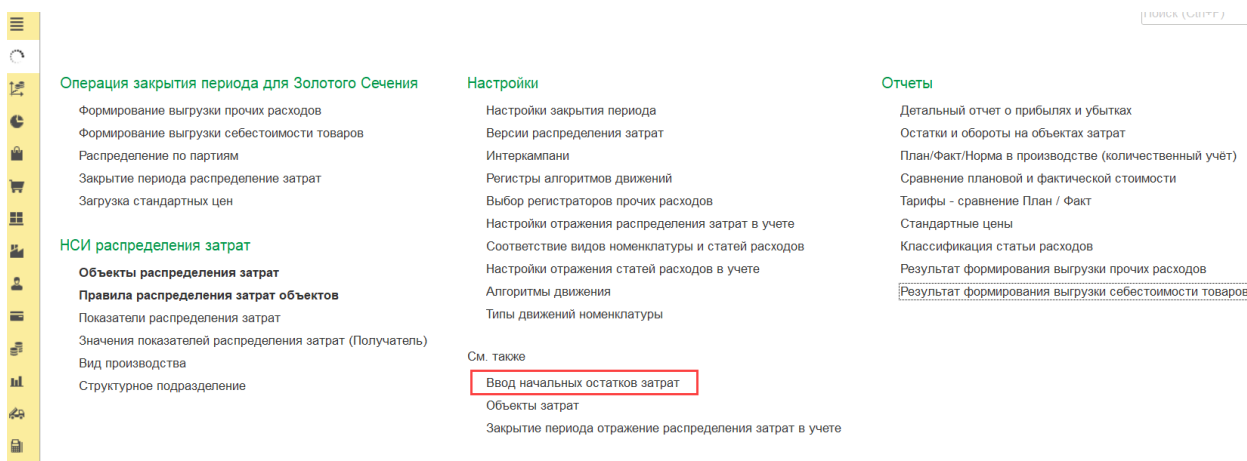 Поиск (Ctrl+F)
Операция закрытия периода для Золотого Сечения
Формирование выгрузки прочих расходов
Формирование выгрузки себестоимости товаров
Распределение по партиям
Закрытие периода распределение затрат
Загрузка стандартных цен
НСИ распределения затрат
Объекты распределения затрат
Правила распределения затрат объектов
Показатели распределения затрат
Значения показателей распределения затрат (Получатель)
Вид производства
Структурное подразделение
Настройки
Настройки закрытия периода
Версии распределения затрат
Интеркампани
Регистры алгоритмов движений
Выбор регистраторов прочих расходов
Настройки отражения распределения затрат в учете
Соответствие видов номенклатуры и статей расходов
Настройки отражения статей расходов в учете
Алгоритмы движения
Типы движений номенклатуры
См. также
Ввод начальных остатков затрат
Объекты затрат
Закрытие периода отражение распределения затрат в учете
Отчеты
Детальный отчет о прибылях и убытках
Остатки и обороты на объектах затрат
План/Факт/Норма в производстве (количественный учёт)
Сравнение плановой и фактической стоимости
Тарифы - сравнение План / Факт
Стандартные цены
Классификация статьи расходов
Результат формирования выгрузки прочих расходов
Результат формирования выгрузки себестоимости товаров